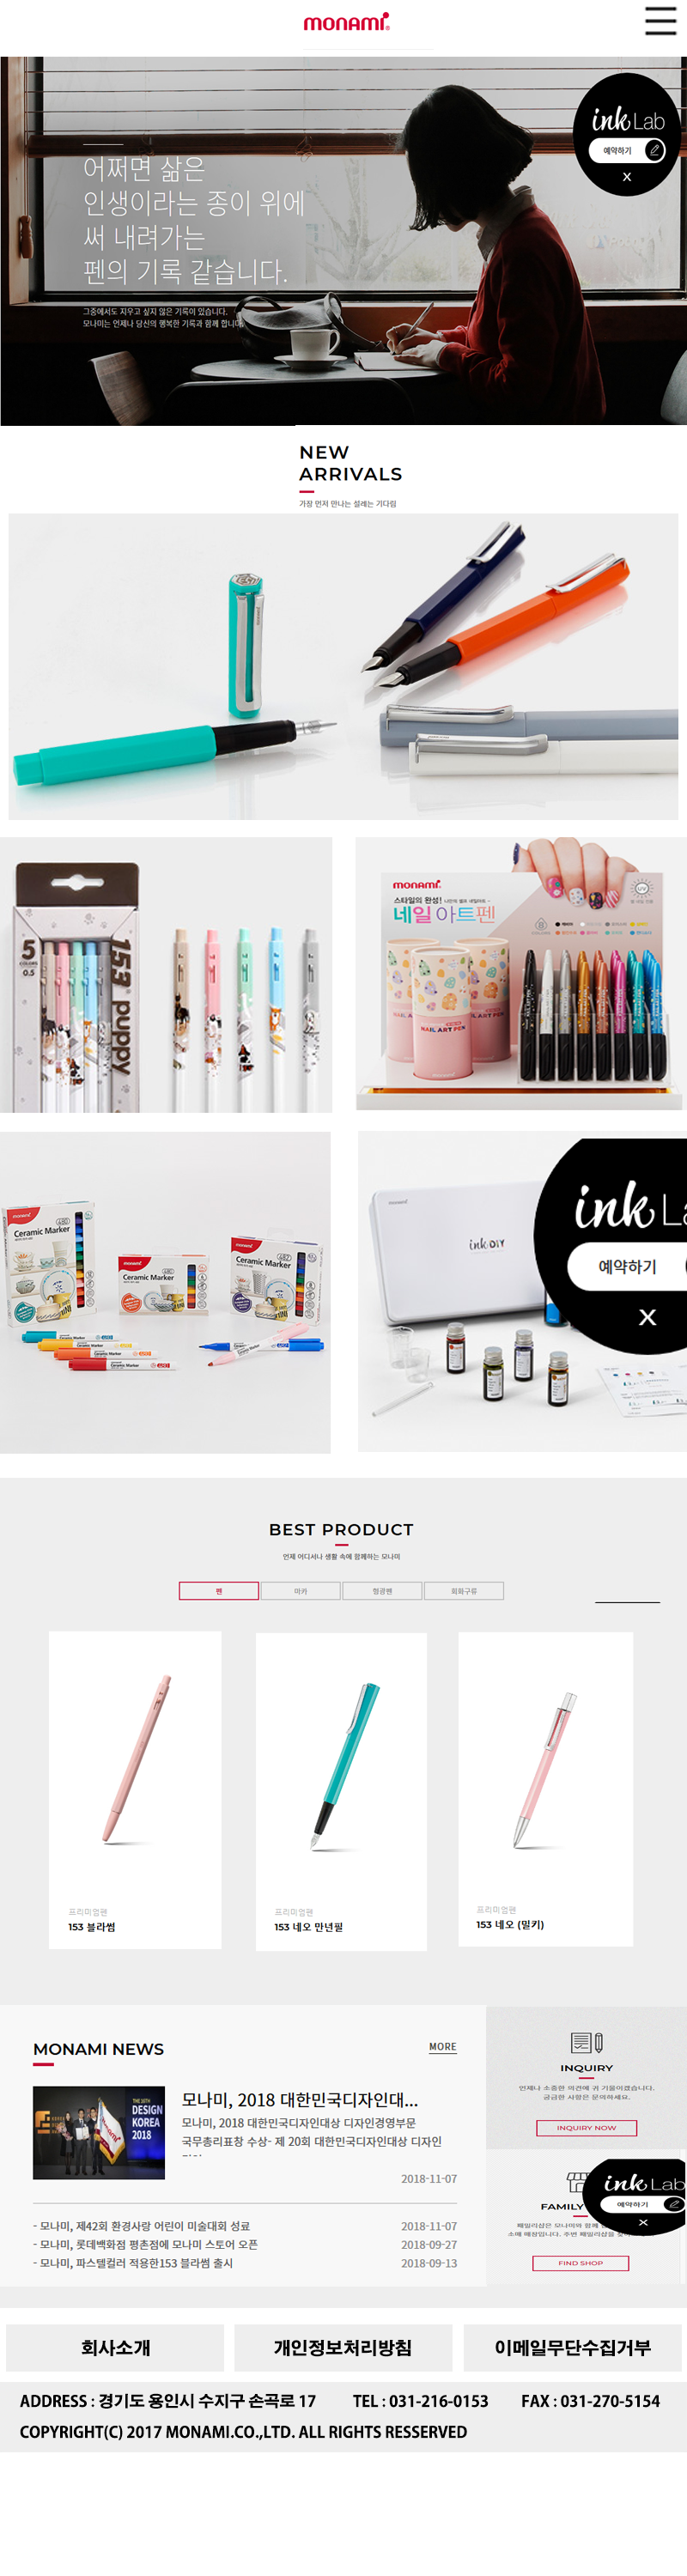 monami
ink Lab
예약하기
X
어쩌면 삶은
인생이라는 종이 위에
써 내려가는
펜의 기록 같습니다.
그중에서도 지우고 싶지 않은 기록이 있습니다.
모나미는 언제나 당신의 행복한 기록과 함께 합니다.
NEW
ARRIVALS
가장 먼저 만나는 설레는 기다림
5
COLORS
0.5
153 puppy
monami
스타일의 완성!
네일 아트펜
UV
8
COLORS
NAIL ART PEN
NAIL ART PEN
monami
Ceramic Marker
monami
Ceramic Marker
Ceramic Marker
monami
ink DIY
ink La
예약하기
X
BEST PRODUCT
언제 어디서나 생활 속에 함께하는 모나미
펜
마카
형광펜
회화구류
프리미엄펜
153 블라썸
프리미엄펜
153 네오 만년필
프리미엄펜
153 네오 (밀키)
MONAMI NEWS
MORE
THE 20TH
DESIGN
KOREA
2018
모나미, 2018 대한민국디자인대...
모나미, 2018 대한민국디자인대상 디자인경영부문
국무총리표창 수상- 제 20회 대한민국디자인대상 디자인
2018-11-07
- 모나미, 제42회 환경사랑 어린이 미술대회 성료
2018-11-07
- 모나미, 롯데백화점 평촌점에 모나미 스토어 오픈
2018-09-27
- 모나미, 파스텔컬러 적용한153 블라썸 출시
2018-09-13
INQUIRY
언제나 소중한 의견에 귀 기울이겠습니다.
궁금한 사항은 문의하세요.
INQUIRY NOW
FAMILY
패밀리샵은 모나미와 함께
소매 매장입니다. 주변 패밀리샵을
FIND SHOP
ink Lab
예약하기
X
회사소개
개인정보처리방침
이메일무단수집거부
ADDRESS : 경기도 용인시 수지구 손곡로 17
TEL : 031-216-0153
FAX : 031-270-5154
COPYRIGHT(C) 2017 MONAMI.CO.,LTD. ALL RIGHTS RESSERVED